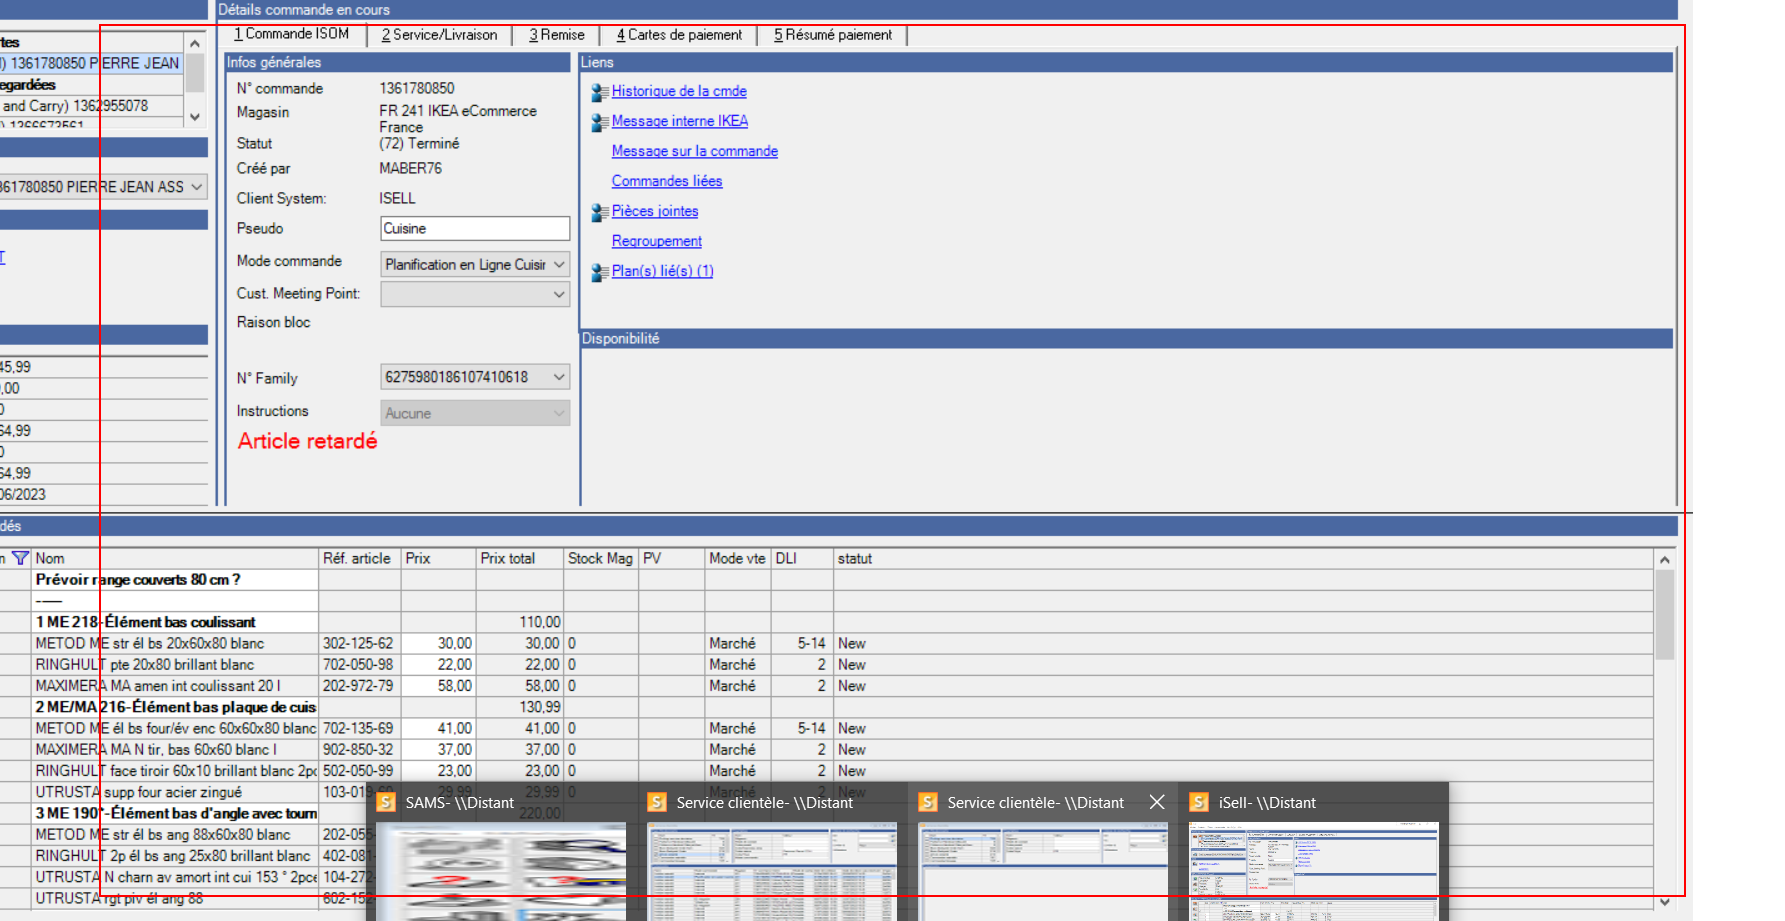 Détails commande en cours
1 Commande ISOM
2 Service/Livraison
3 Remise
4 Cartes de paiement
5 Résumé paiement
tes
) 1361780850 PIERRE JEAN
egardées
and Carry) 1362955078
1366673561
361780850 PIERRE JEAN ASS
T
45,99
,00
0
64,99
0
64,99
06/2023
Infos générales
N° commande 1361780850
Magasin FR 241 IKEA eCommerce
France
Statut (72) Terminé
Créé par MABER76
Client System: ISELL
Pseudo Cuisine
Mode commande Planification en Ligne Cuisir
Cust. Meeting Point:
Raison bloc
N° Family 6275980186107410618
Instructions Aucune
Article retardé
Liens
Historique de la cmde
Message interne IKEA
Message sur la commande
Commandes liées
Pièces jointes
Regroupement
Plan(s) lié(s) (1)
Disponibilité
dés
n Nom Réf. article Prix Prix total Stock Mag PV Mode vte DLI statut
Prévoir range couverts 80 cm ?
-----
1 ME 218-Élément bas coulissant 110,00
METOD ME str él bs 20x60x80 blanc 302-125-62 30,00 30,00 0 Marché 5-14 New
RINGHULT pte 20x80 brillant blanc 702-050-98 22,00 22,00 0 Marché 2 New
MAXIMERA MA amen int coulissant 20 l 202-972-79 58,00 58,00 0 Marché 2 New
2 ME/MA 216-Élément bas plaque de cuis 130,99
METOD ME él bs four/év enc 60x60x80 blanc 702-135-69 41,00 41,00 0 Marché 5-14 New
MAXIMERA MA N tir, bas 60x60 blanc l 902-850-32 37,00 37,00 0 Marché 2 New
RINGHULT face tiroir 60x10 brillant blanc 2pc 502-050-99 23,00 23,00 0 Marché 2 New
UTRUSTA supp four acier zingué 103-019-69 29,99 29,99 0 Marché 2 New
3 ME 190*-Élément bas d'angle avec tourn 220,00
METOD ME str él bs ang 88x60x80 blanc 202-055-
RINGHULT 2p él bs ang 25x80 brillant blanc 402-081-
UTRUSTA N charn av amort int cui 153 ° 2pce 104-272-
UTRUSTA rgt piv él ang 88 602-152-
SAMS- \\Distant
Service clientèle- \\Distant
Service clientèle- \\Distant
iSell- \\Distant